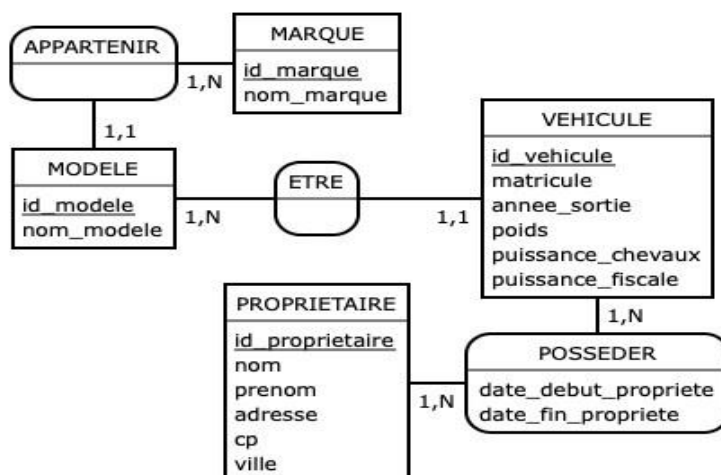 APPARTENIR
1,N
MARQUE
id_marque
nom_marque
1,1
MODELE
id_modele
nom_modele
1,N
ETRE
1,1
VEHICULE
id_vehicule
matricule
annee_sortie
poids
puissance_chevaux
puissance_fiscale
1,N
PROPRIETAIRE
id_proprietaire
nom
prenom
adresse
cp
ville
1,N
POSSEDER
date_debut_propriete
date_fin_propriete